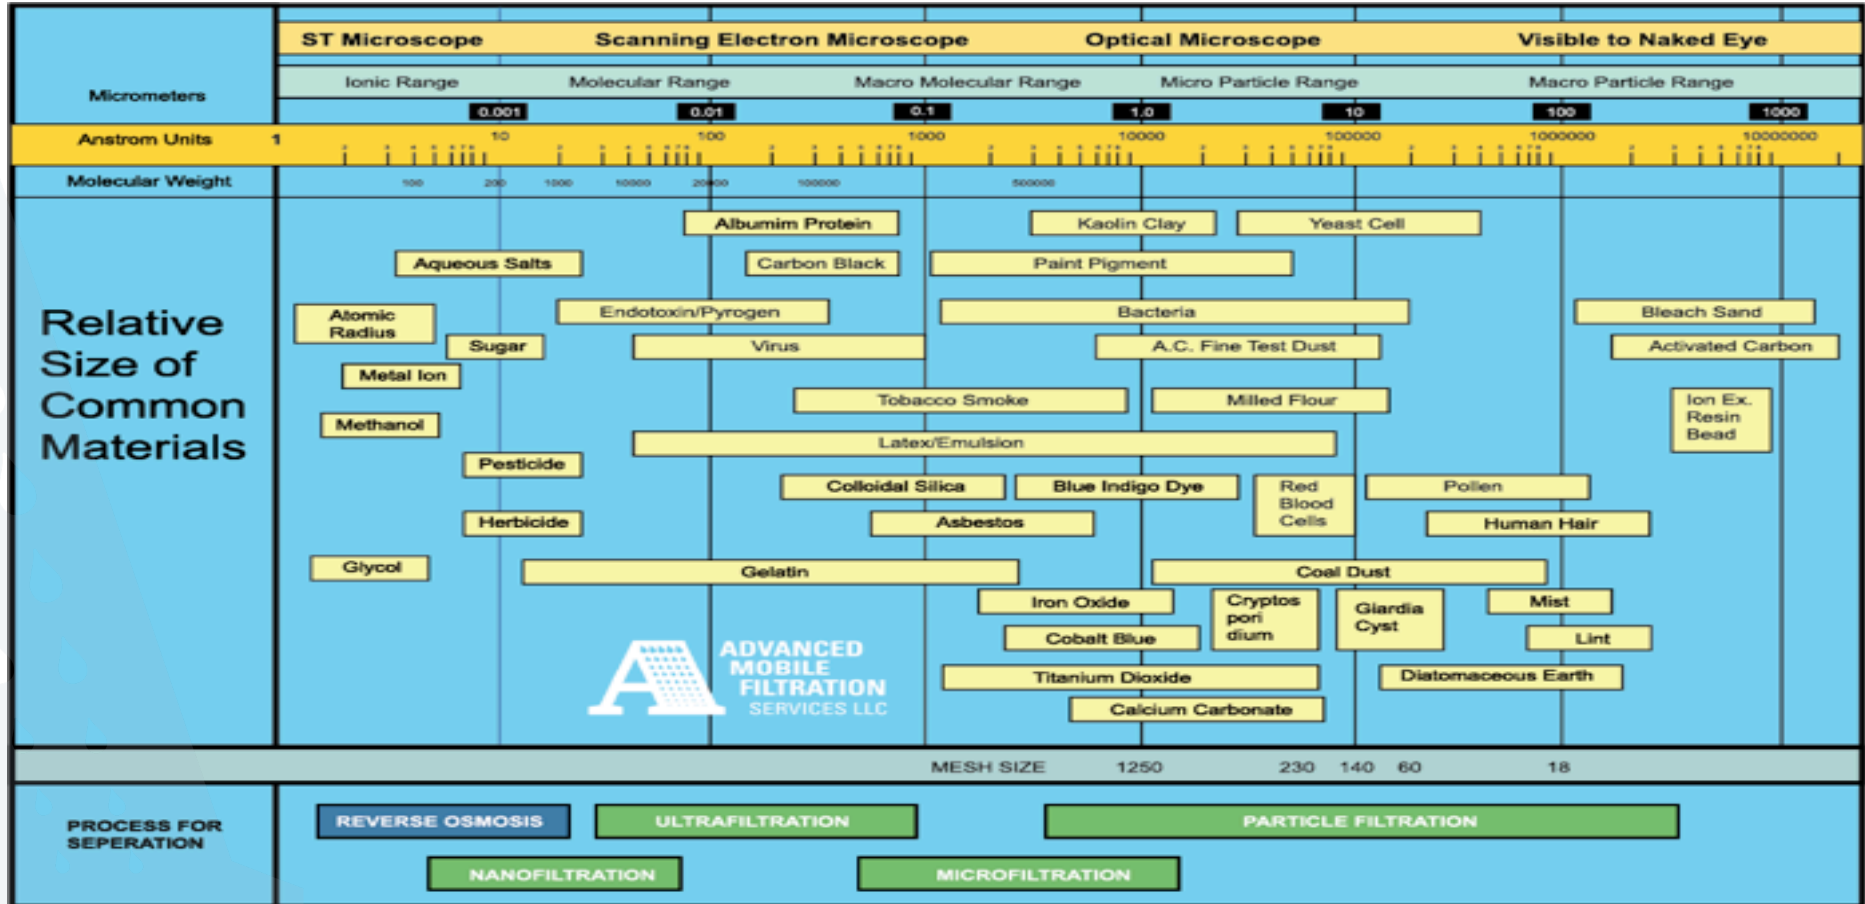 ST Microscope Scanning Electron Microscope Optical Microscope Visible to Naked Eye
Ionic Range Molecular Range Macro Molecular Range Micro Particle Range Macro Particle Range
Micrometers
0.001 0.01 0.1 1.0 10 100 1000
Anstrom Units 1 10 100 1000 10000 100000 1000000 10000000
Molecular Weight 100 200 1000 10000 20000 100000 500000
Relative
Size of
Common
Materials
Albumim Protein Kaolin Clay Yeast Cell
Aqueous Salts Carbon Black Paint Pigment
Atomic
Radius
Endotoxin/Pyrogen Bacteria Bleach Sand
Sugar Virus A.C. Fine Test Dust Activated Carbon
Metal Ion
Tobacco Smoke Milled Flour
Ion Ex.
Resin
Bead
Methanol
Latex/Emulsion
Pesticide
Colloidal Silica Blue Indigo Dye
Red
Blood
Cells
Pollen
Herbicide Asbestos Human Hair
Glycol Gelatin Coal Dust
Iron Oxide
Cryptos
pori
dium
Giardia
Cyst
Mist
Cobalt Blue Lint
Titanium Dioxide Diatomaceous Earth
Calcium Carbonate
ADVANCED
MOBILE
FILTRATION
SERVICES LLC
MESH SIZE 1250 230 140 60 18
PROCESS FOR
SEPERATION
REVERSE OSMOSIS ULTRAFILTRATION PARTICLE FILTRATION
NANOFILTRATION MICROFILTRATION